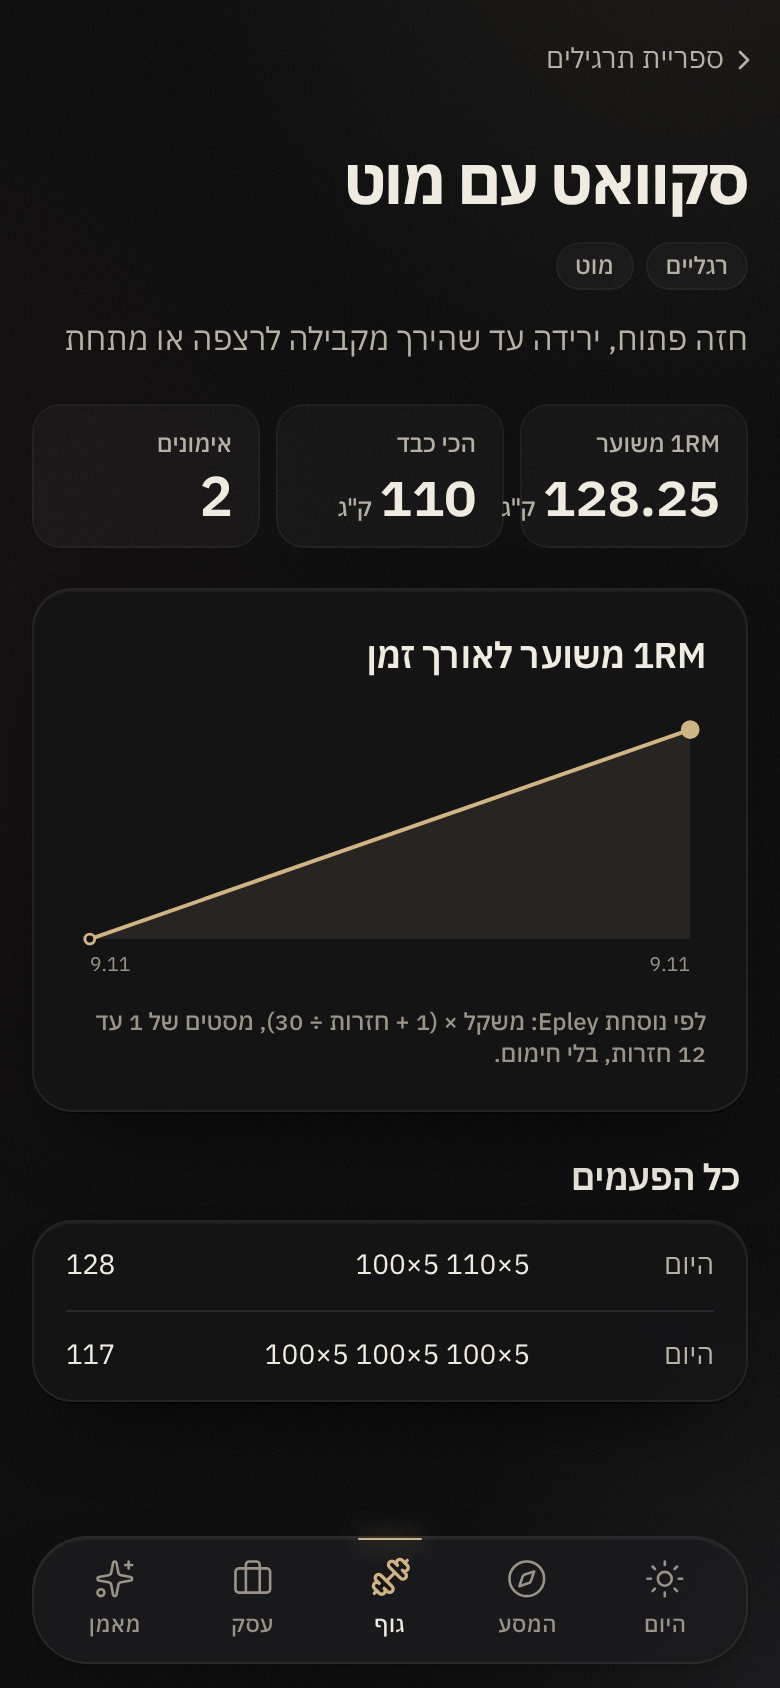 ספריית תרגילים
סקוואט עם מוט
רגליים
מוט
חזה פתוח, ירידה עד שהירך מקבילה לרצפה או מתחת
1RM משוער
128.25 ק"ג
הכי כבד
110 ק"ג
אימונים
2
1RM משוער לאורך זמן
9.11
9.11
לפי נוסחת Epley: משקל × (1 + חזרות ÷ 30), מסטים של 1 עד
12 חזרות, בלי חימום.
כל הפעמים
היום 100×5 110×5 128
היום 100×5 100×5 100×5 117
היום
המסע
גוף
עסק
מאמן